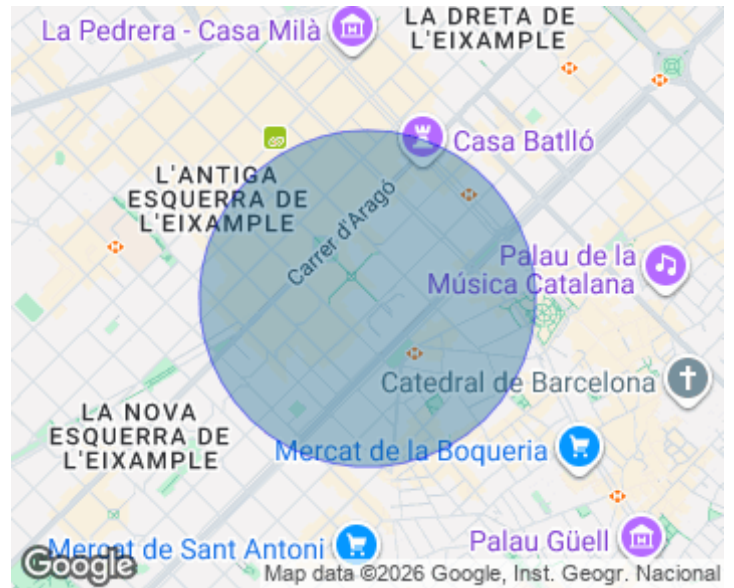 LA DRETA DE
L'EIXAMPLE
La Pedrera - Casa Milà
Casa Batlló
L'ANTIGA
ESQUERRA DE
L'EIXAMPLE
Carrer d'Aragó
Palau de la
Música Catalana
Catedral de Barcelona
LA NOVA
ESQUERRA DE
L'EIXAMPLE
Mercat de la Boqueria
Mercat de Sant Antoni
Palau Güell
Google
Map data ©2026 Google, Inst. Geogr. Nacional